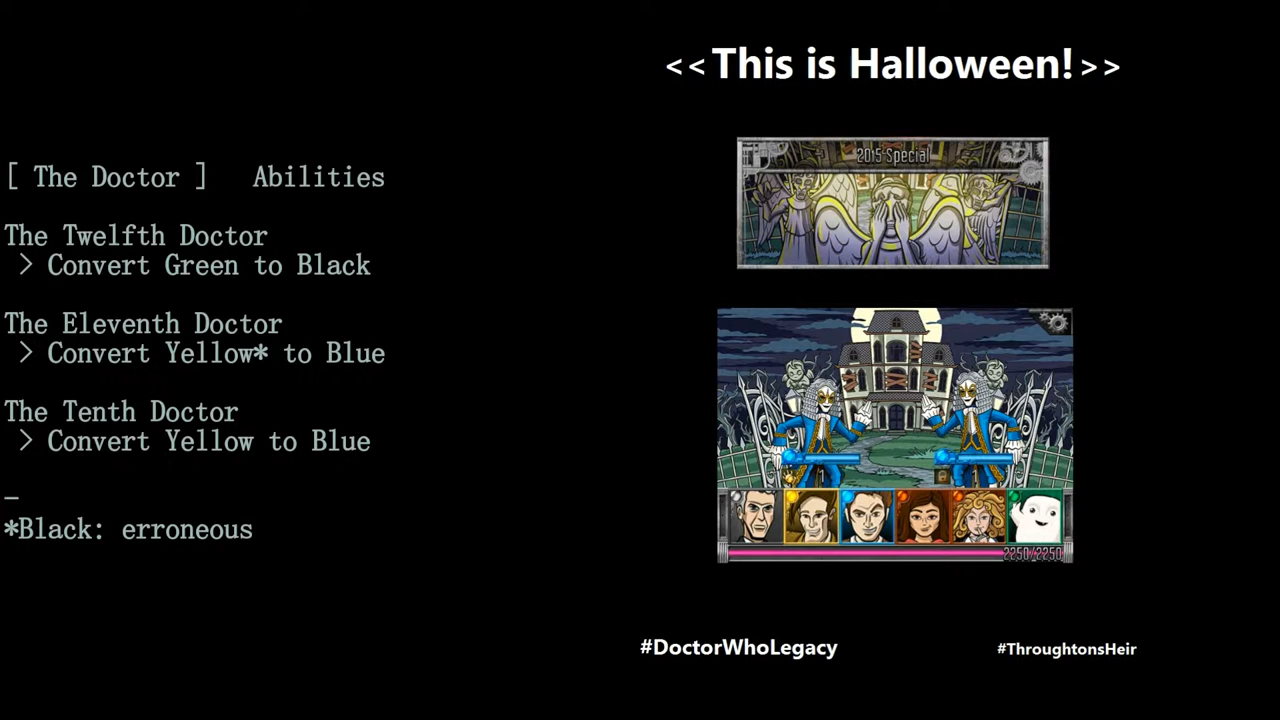 <<This is Halloween!>>
[ The Doctor ] Abilities
The Twelfth Doctor
> Convert Green to Black
The Eleventh Doctor
> Convert Yellow* to Blue
The Tenth Doctor
> Convert Yellow to Blue
_
*Black: erroneous
2015 Special
2250/2250
#DoctorWhoLegacy
#ThroughtonsHeir